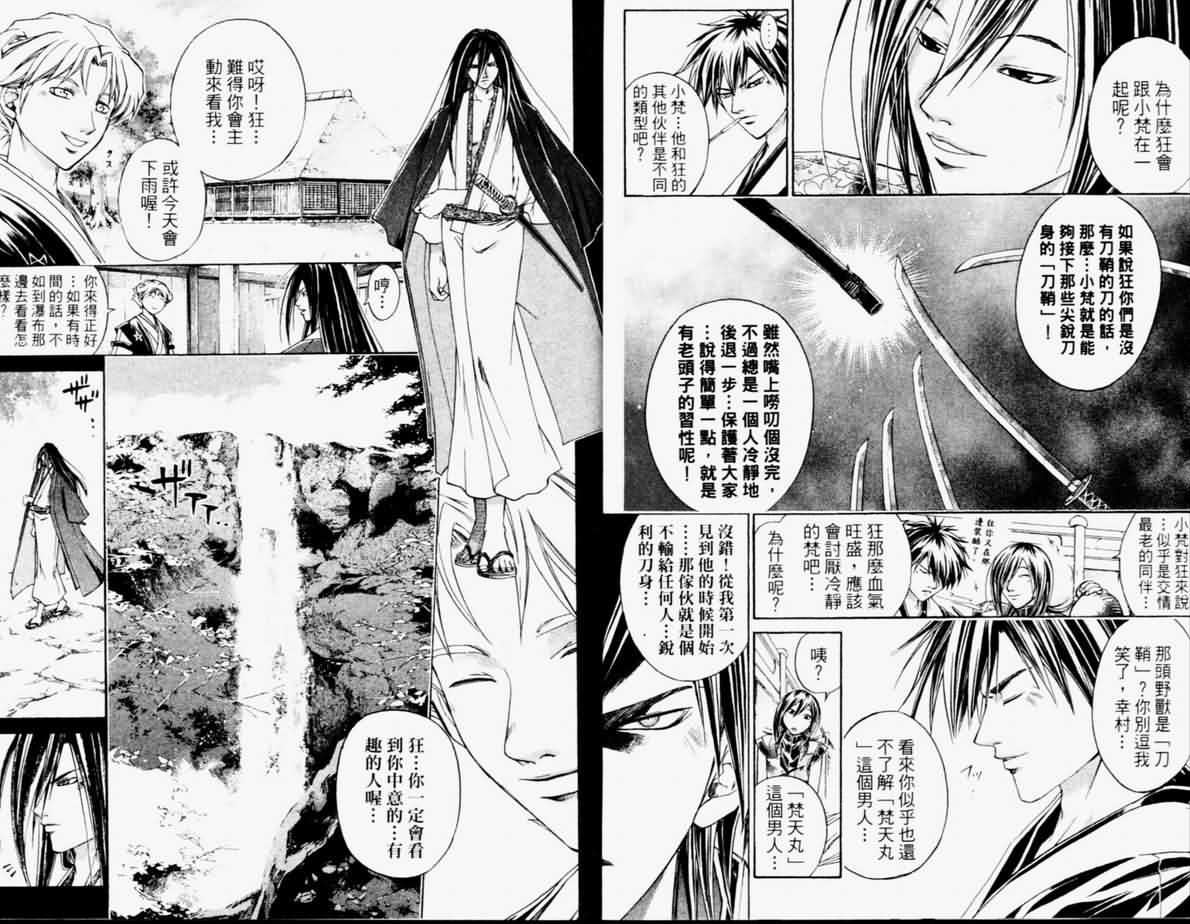 為什麼狂會
跟小梵在一
起呢？
…
小梵…他和狂的
其他伙伴是不同
的類型吧？
如果說狂你們是沒
有刀鞘的刀的話，
那麼…小梵就是能
夠接下那些尖銳刀
身的「刀鞘」！
雖然嘴上嘮叨個沒完，
不過總是一個人冷靜地
後退一步…保護著大家
…說得簡單一點，就是
有老頭子的習性呢！
小梵對狂來說
…似乎是交情
最老的同伴…
狂你又在那
邊裝睡了
狂那麼血氣
旺盛，應該
會討厭冷靜
的梵吧…
為什麼呢？
那頭野獸是「刀
鞘」？你別逗我
笑了，幸村…
咦？
看來你似乎也還
不了解「梵天丸
」這個男人…
「梵天丸」
這個男人…
沒錯！從我第一次
見到他的時候開始
……那傢伙就是個
不輸給任何人…銳
利的刀身…
哎呀！狂…
難得你會主
動來看我…
或許今天會
下雨喔！
クス
哼…
你來得正好
…如果有時
間的話，不
如到瀑布那
邊去看看怎
麼樣？
ザザ…
ザァァ…
狂…你一定會看
到你中意的…有
趣的人喔…